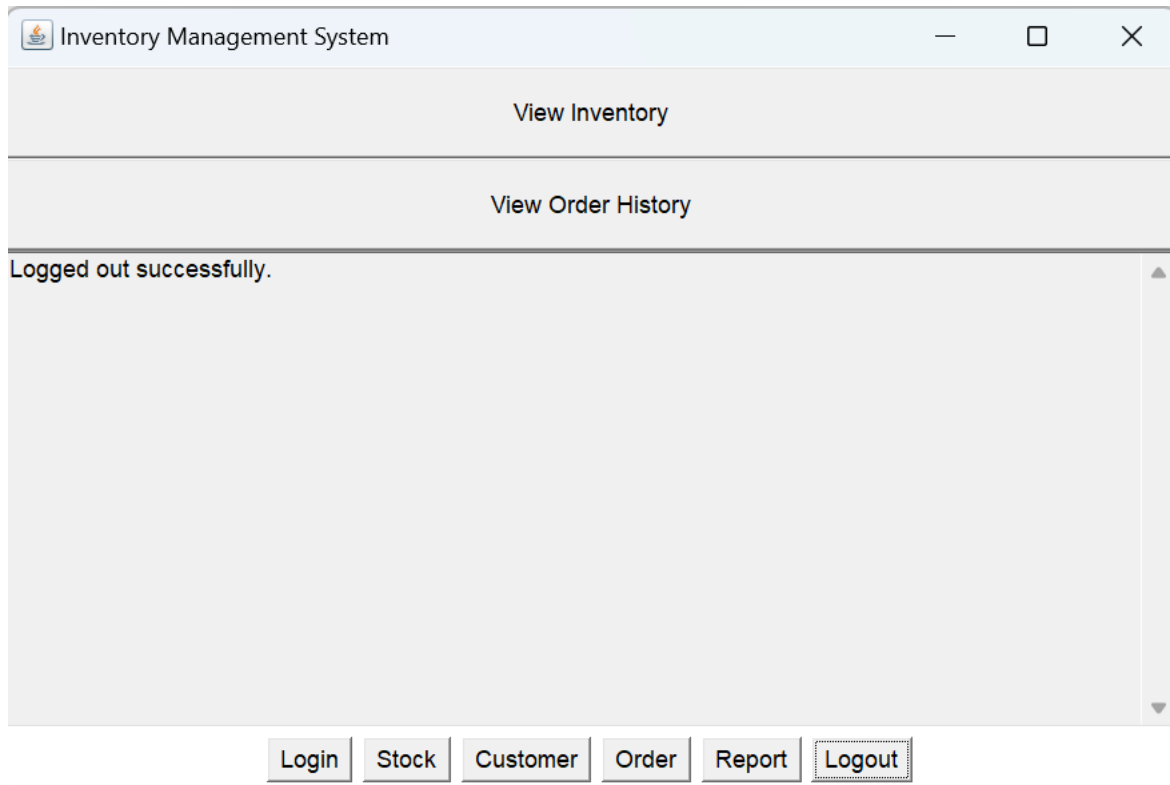 Inventory Management System
View Inventory
View Order History
Logged out successfully.
Login Stock Customer Order Report Logout